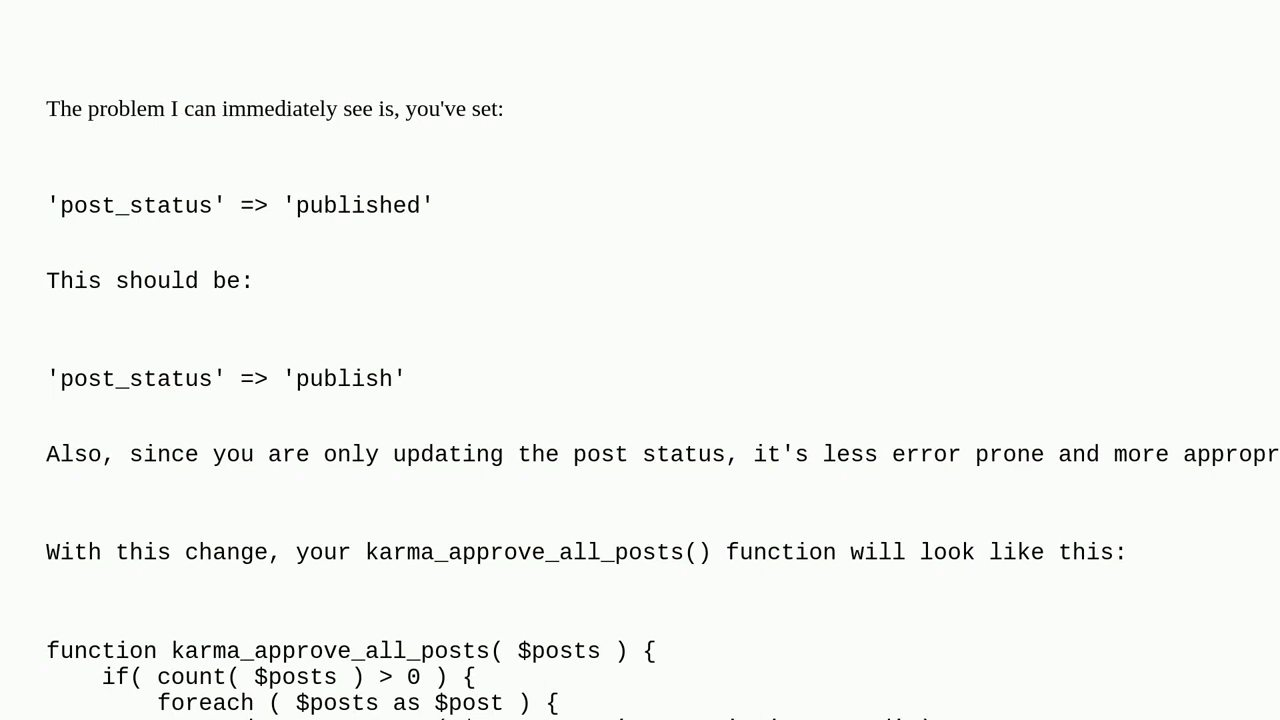 The problem I can immediately see is, you've set:
'post_status' => 'published'
This should be:
'post_status' => 'publish'
Also, since you are only updating the post status, it's less error prone and more appropr
With this change, your karma_approve_all_posts() function will look like this:
function karma_approve_all_posts( $posts ) {
    if( count( $posts ) > 0 ) {
        foreach ( $posts as $post ) {